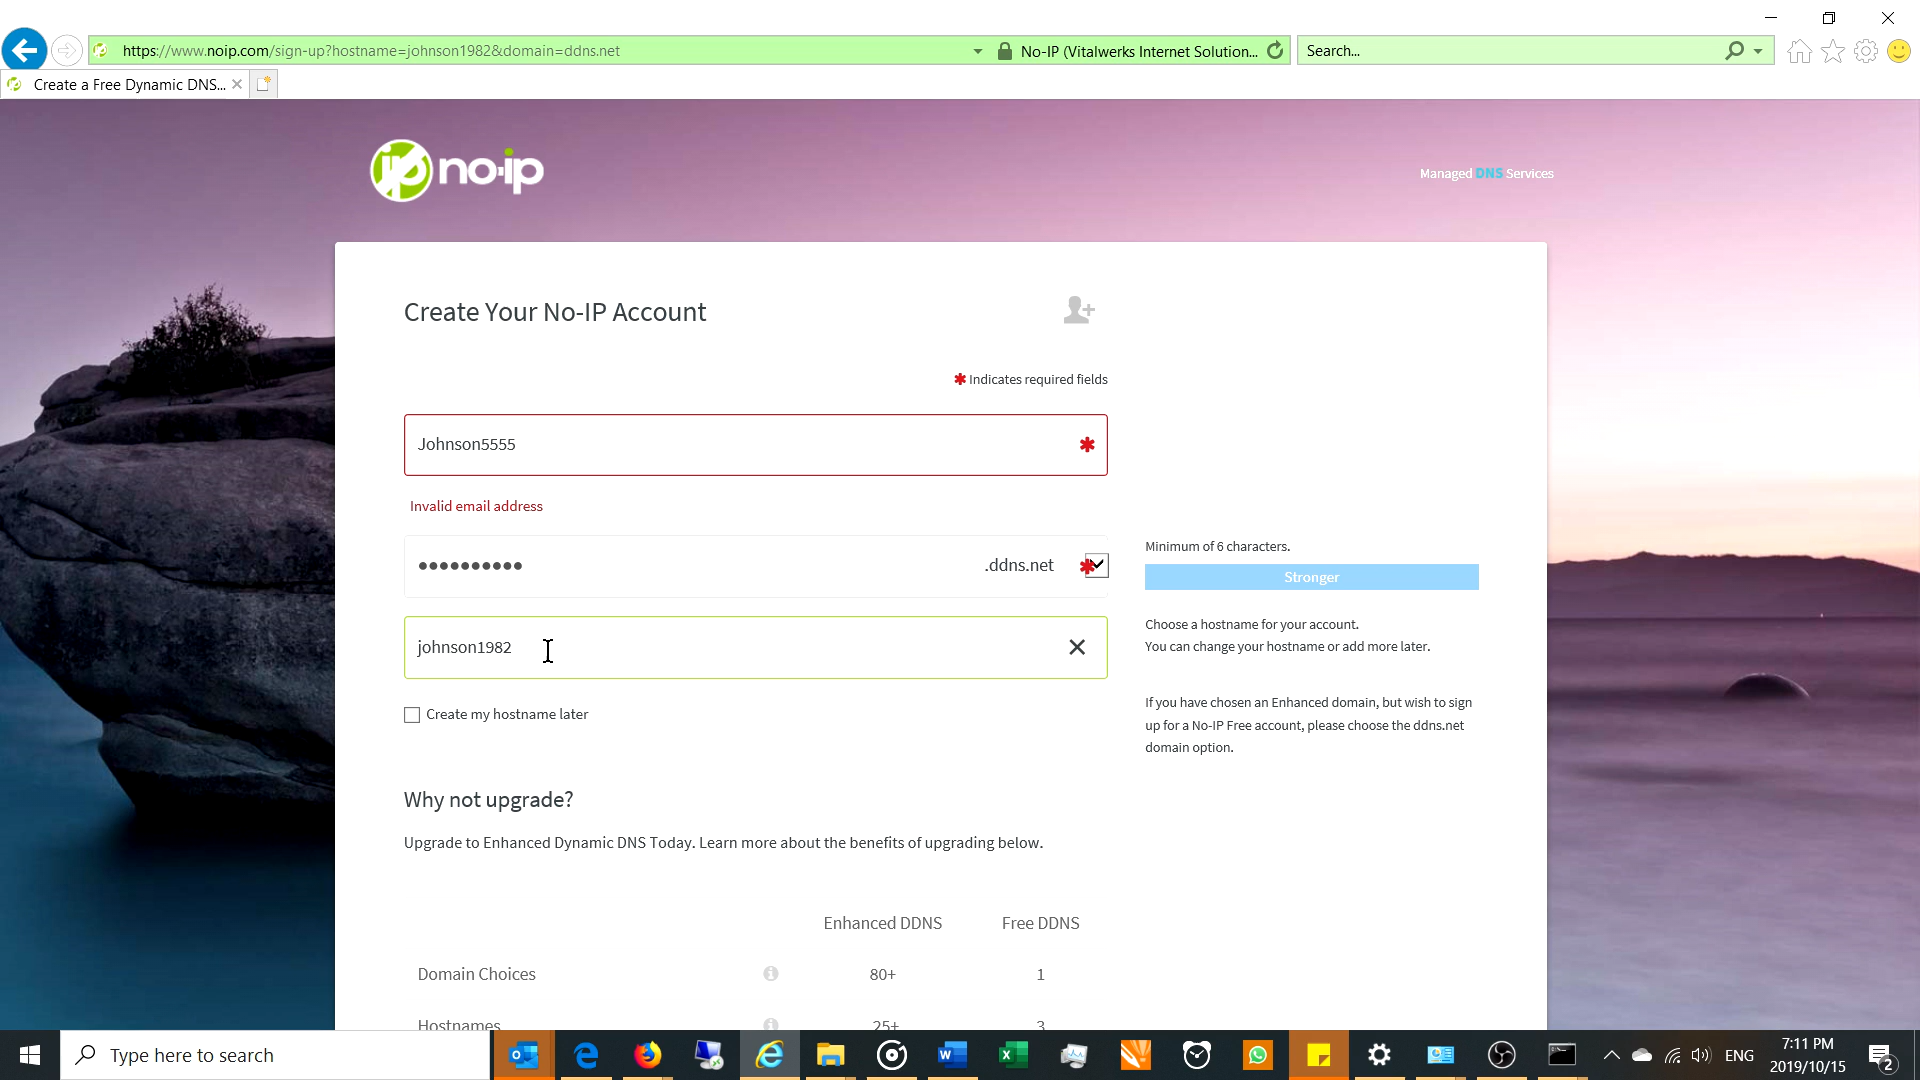 https://www.noip.com/sign-up?hostname=johnson1982&domain=ddns.net
No-IP (Vitalwerks Internet Solution...
Search...
Create a Free Dynamic DNS...
no-ip
Managed DNS Services
Create Your No-IP Account
✱ Indicates required fields
Johnson5555
Invalid email address
●●●●●●●●●●
.ddns.net
Minimum of 6 characters.
Stronger
johnson1982
Choose a hostname for your account.
You can change your hostname or add more later.
Create my hostname later
If you have chosen an Enhanced domain, but wish to sign
up for a No-IP Free account, please choose the ddns.net
domain option.
Why not upgrade?
Upgrade to Enhanced Dynamic DNS Today. Learn more about the benefits of upgrading below.
Enhanced DDNS Free DDNS
Domain Choices 80+ 1
Hostnames 25+ 3
Type here to search
ENG
7:11 PM
2019/10/15
2